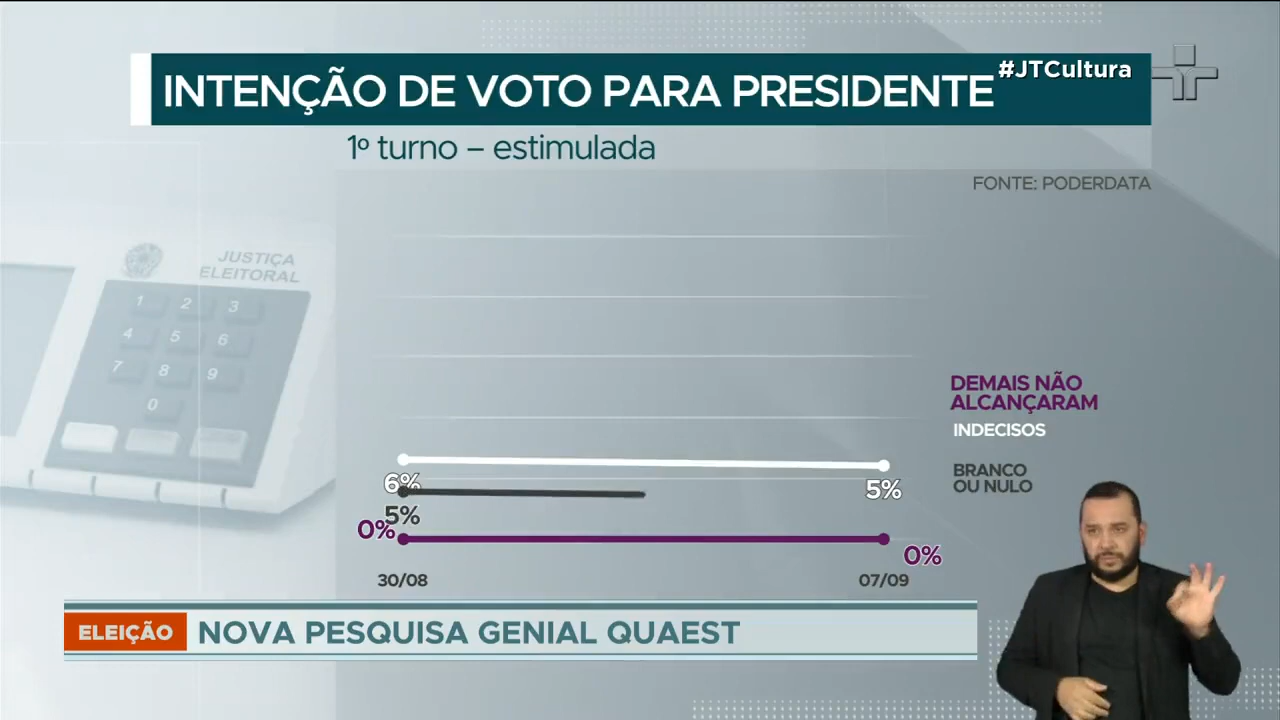 INTENÇÃO DE VOTO PARA PRESIDENTE
#JTCultura
1º turno – estimulada
FONTE: PODERDATA
JUSTIÇA
ELEITORAL
1 2 3
4 5 6
7 8 9
0
DEMAIS NÃO
ALCANÇARAM
INDECISOS
BRANCO
OU NULO
6%
5%
5%
0%
0%
30/08
07/09
ELEIÇÃO
NOVA PESQUISA GENIAL QUAEST